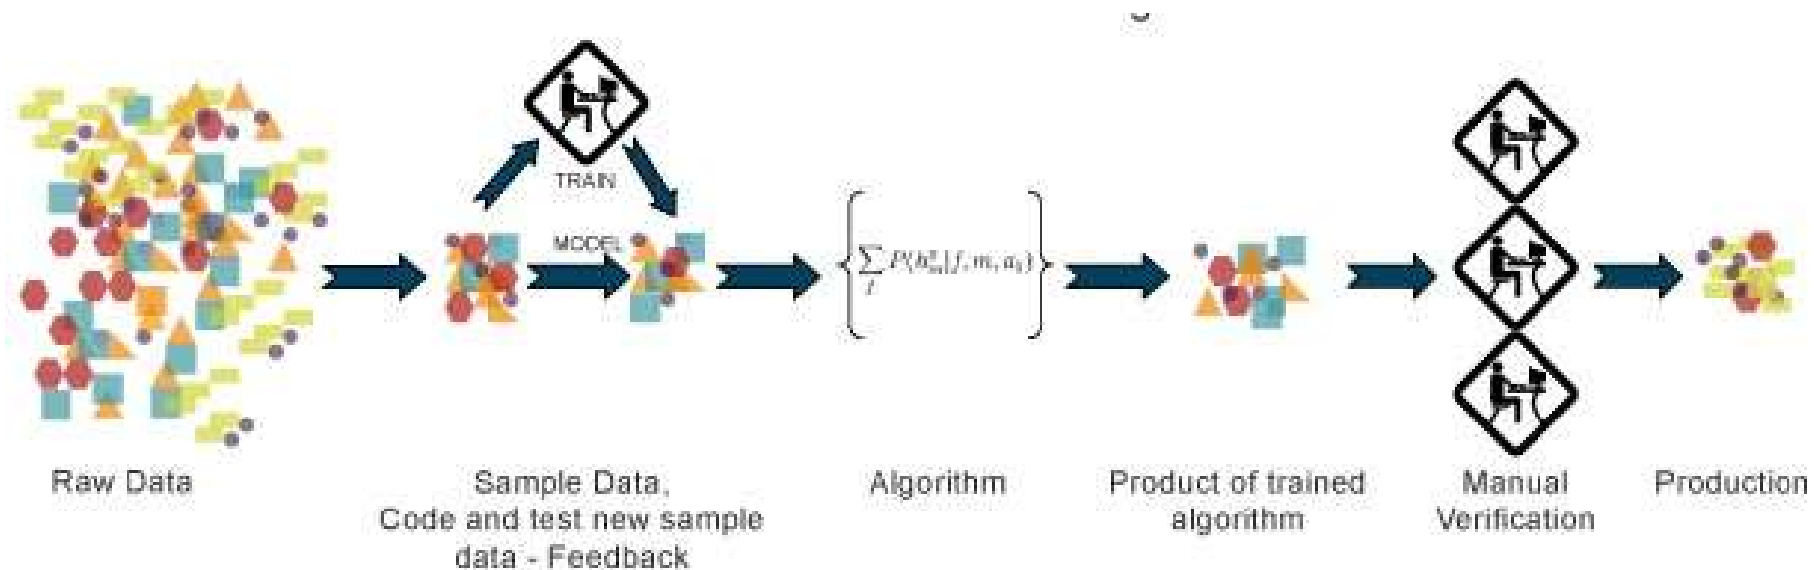 TRAIN
MODEL
Raw Data
Sample Data,
Code and test new sample
data - Feedback
Algorithm
Product of trained
algorithm
Manual
Verification
Production